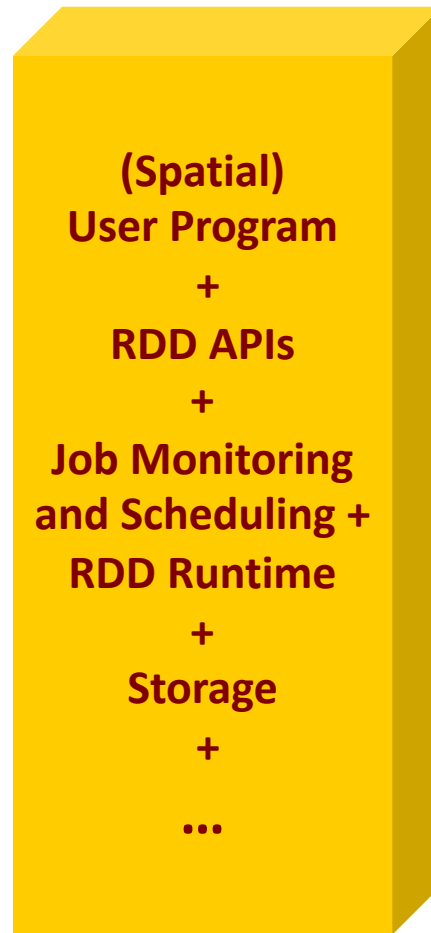 (Spatial)
User Program
+
RDD APIs
+
Job Monitoring
and Scheduling +
RDD Runtime
+
Storage
+
...